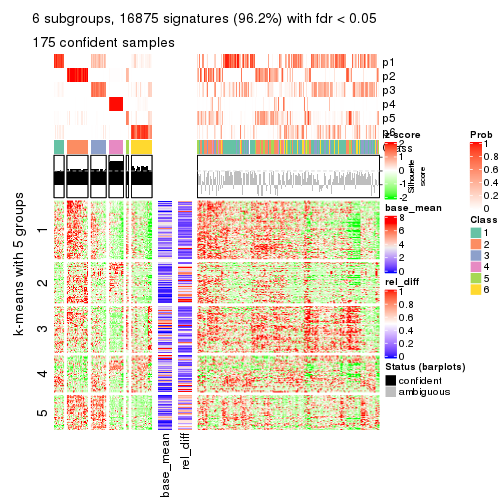 6 subgroups, 16875 signatures (96.2%) with fdr < 0.05
175 confident samples
p1
p2
p3
p4
p5
z-score
2
0
-1
-2
Silhouette
score
base_mean
8
6
4
2
0
rel_diff
1
0.8
0.6
0.4
0.2
0
Status (barplots)
confident
ambiguous
Prob
1
0.8
0.6
0.4
0.2
0
Class
1
2
3
4
5
6
k-means with 5 groups
1
2
3
4
5
base_mean
rel_diff